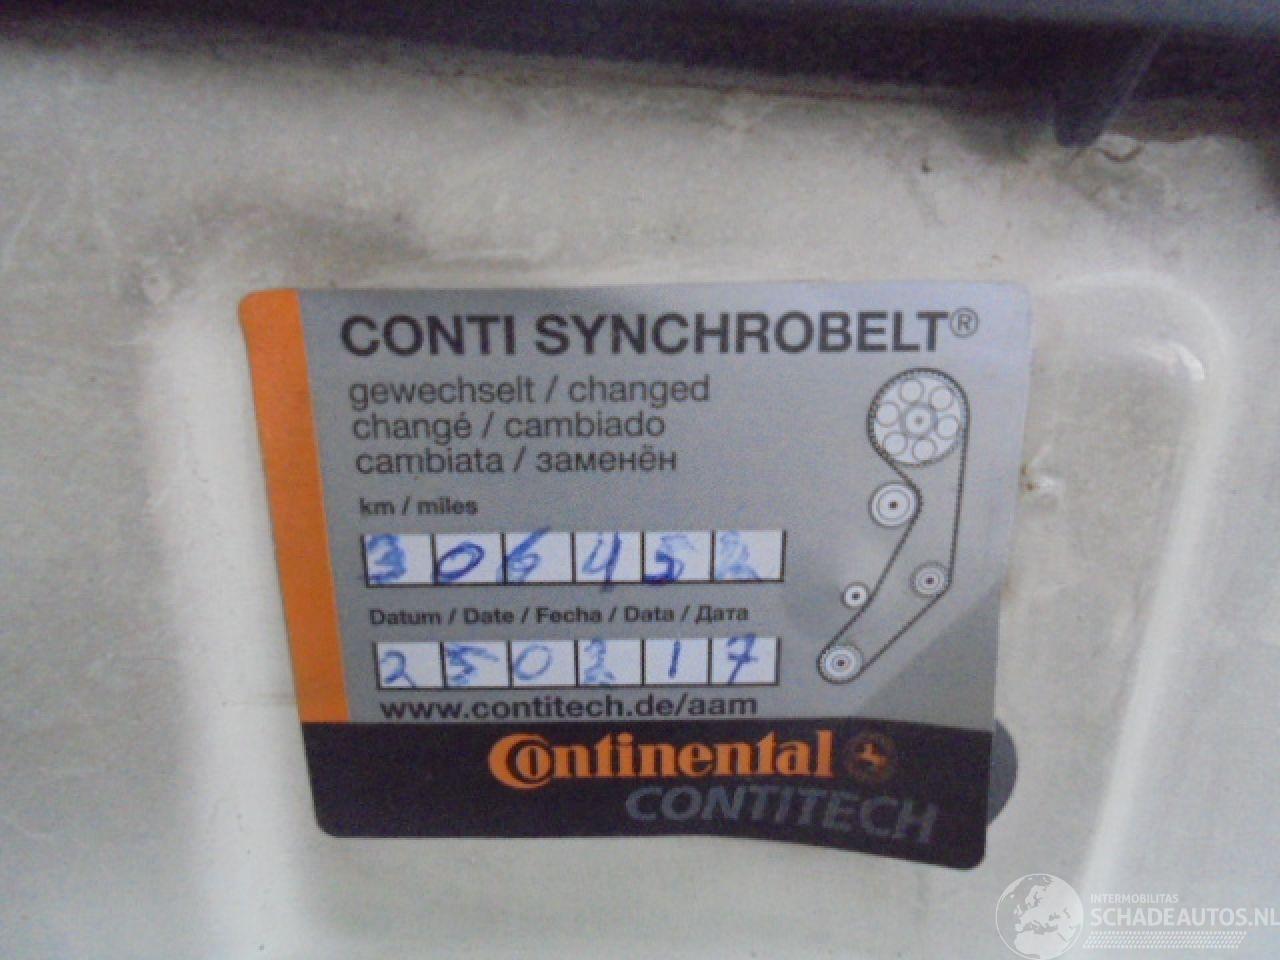 CONTI SYNCHROBELT®
gewechselt / changed
changé / cambiado
cambiata / заменён
km / miles
306452
Datum / Date / Fecha / Data / Дата
250217
www.contitech.de/aam
Continental
CONTITECH
INTERMOBILITAS
SCHADEAUTOS.NL